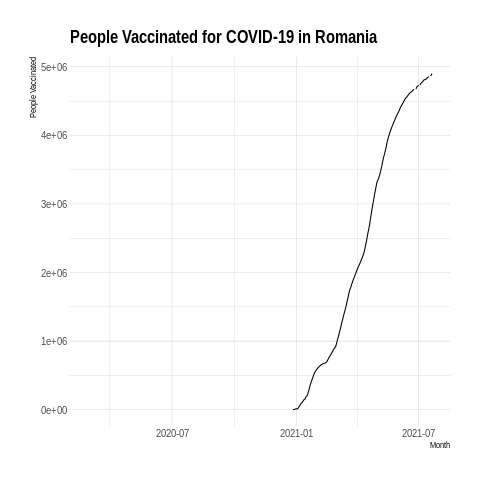 People Vaccinated for COVID-19 in Romania
People Vaccinated
5e+06
4e+06
3e+06
2e+06
1e+06
0e+00
2020-07
2021-01
2021-07
Month